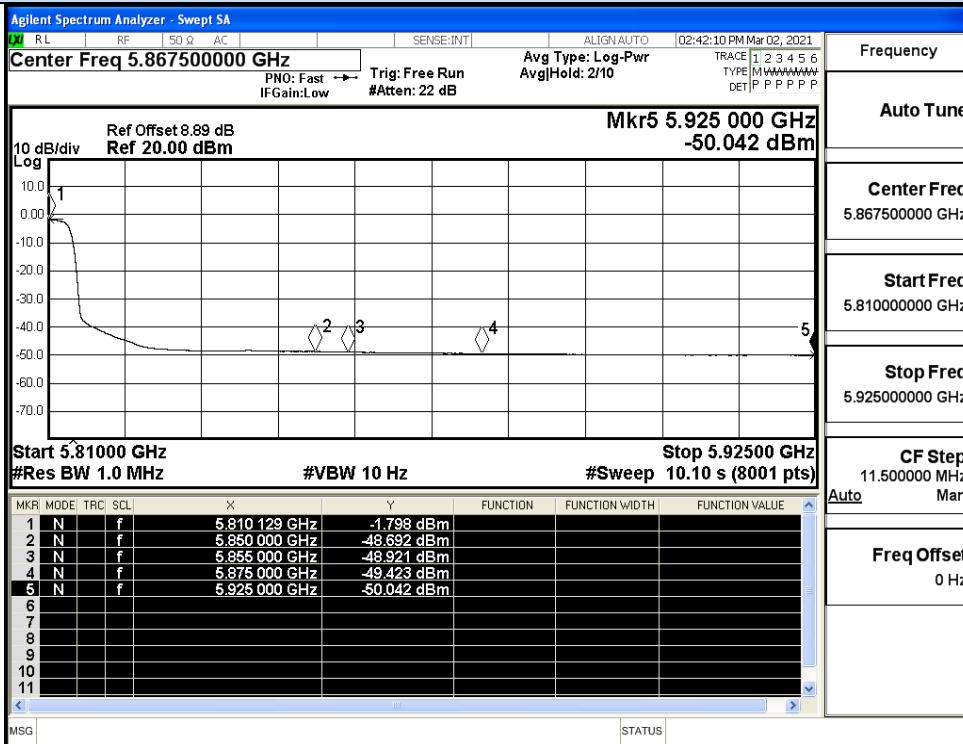 Agilent Spectrum Analyzer - Swept SA
LXI RL RF 50 Ω AC SENSE:INT ALIGN AUTO 02:42:10 PM Mar 02, 2021
Center Freq 5.867500000 GHz
PNO: Fast
IFGain:Low
Trig: Free Run
#Atten: 22 dB
Avg Type: Log-Pwr
Avg|Hold: 2/10
TRACE 1 2 3 4 5 6
TYPE M WWWWW
DET P P P P P P
Mkr5 5.925 000 GHz
-50.042 dBm
Ref Offset 8.89 dB
Ref 20.00 dBm
10 dB/div
Log
10.0
0.00
-10.0
-20.0
-30.0
-40.0
-50.0
-60.0
-70.0
1
2
3
4
5
Start 5.81000 GHz
Stop 5.92500 GHz
#Res BW 1.0 MHz
#VBW 10 Hz
#Sweep 10.10 s (8001 pts)
MKR MODE TRC SCL X Y FUNCTION FUNCTION WIDTH FUNCTION VALUE
1 N f 5.810 129 GHz -1.798 dBm
2 N f 5.850 000 GHz -48.692 dBm
3 N f 5.855 000 GHz -48.921 dBm
4 N f 5.875 000 GHz -49.423 dBm
5 N f 5.925 000 GHz -50.042 dBm
6
7
8
9
10
11
MSG
STATUS
Frequency
Auto Tune
Center Freq
5.867500000 GHz
Start Freq
5.810000000 GHz
Stop Freq
5.925000000 GHz
CF Step
11.500000 MHz
Auto Man
Freq Offset
0 Hz